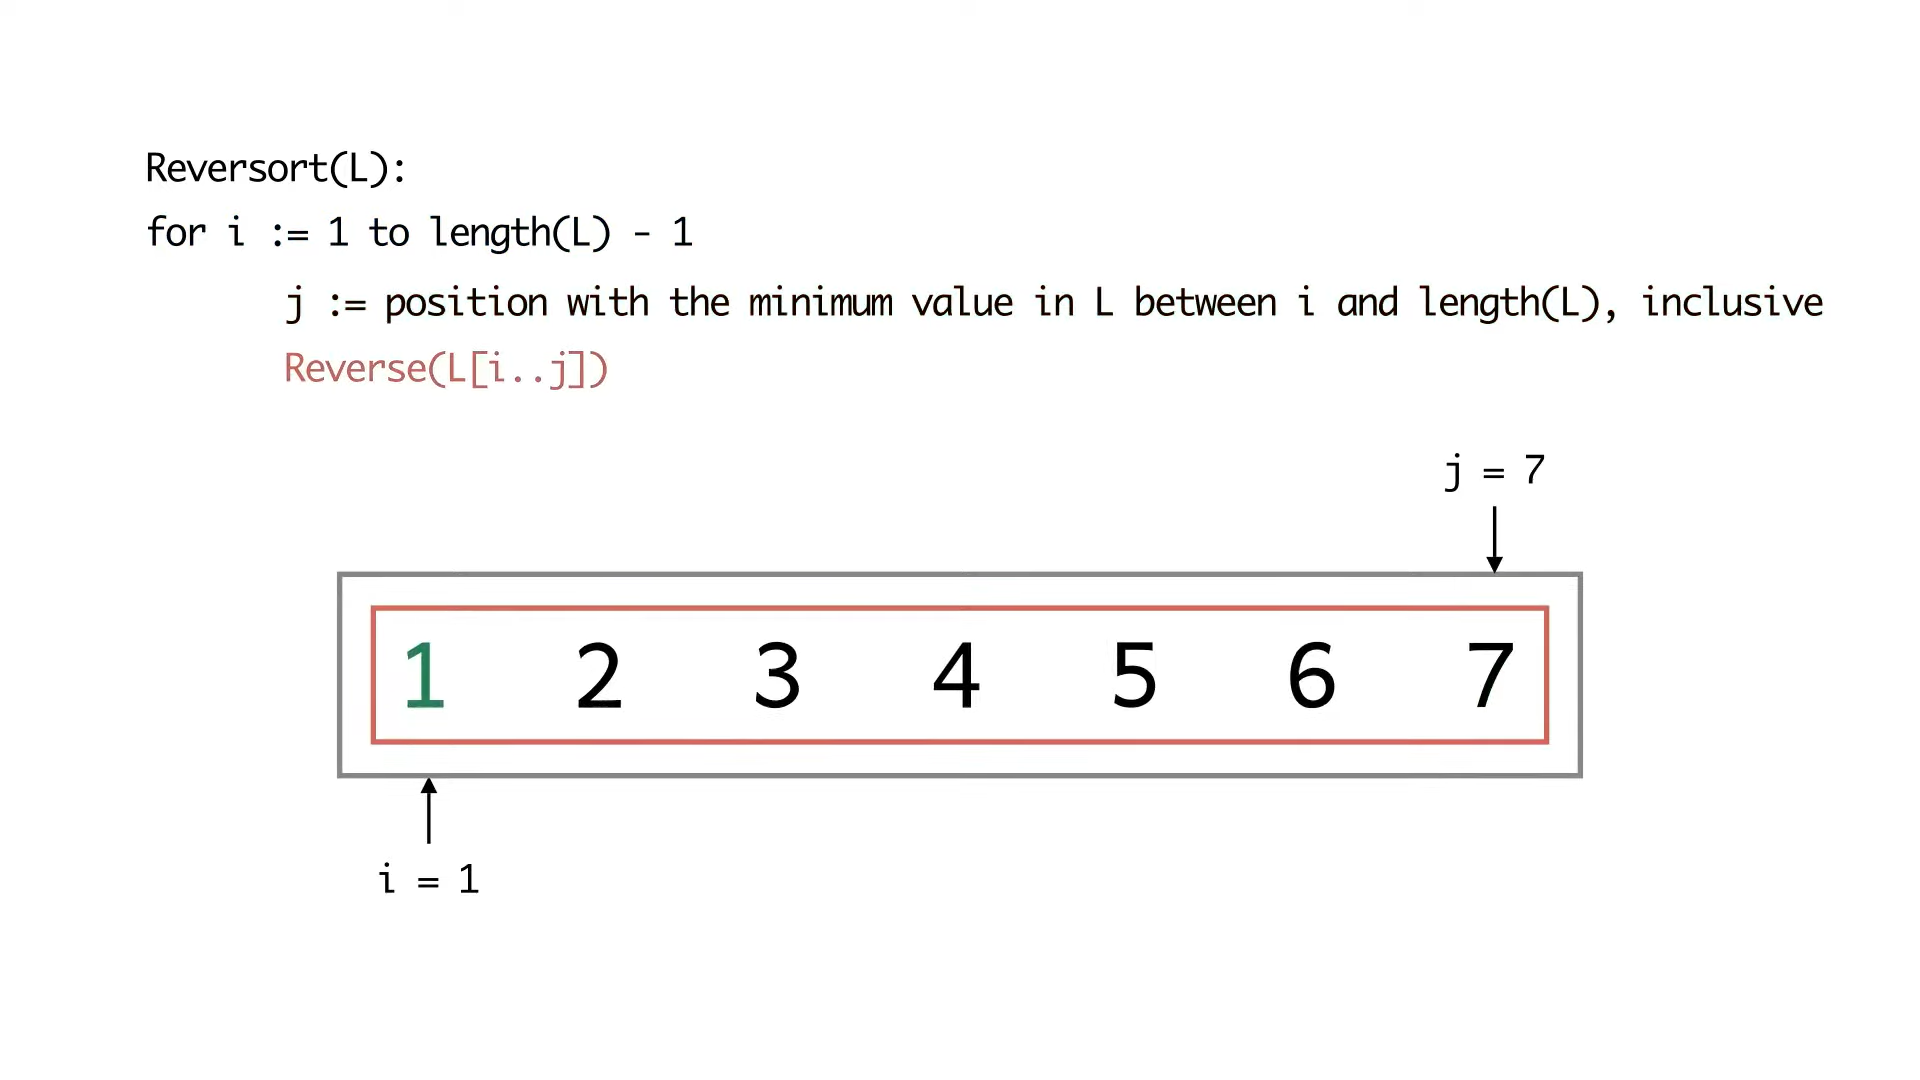 Reversort(L):
for i := 1 to length(L) - 1
j := position with the minimum value in L between i and length(L), inclusive
Reverse(L[i..j])
j = 7
1 2 3 4 5 6 7
i = 1